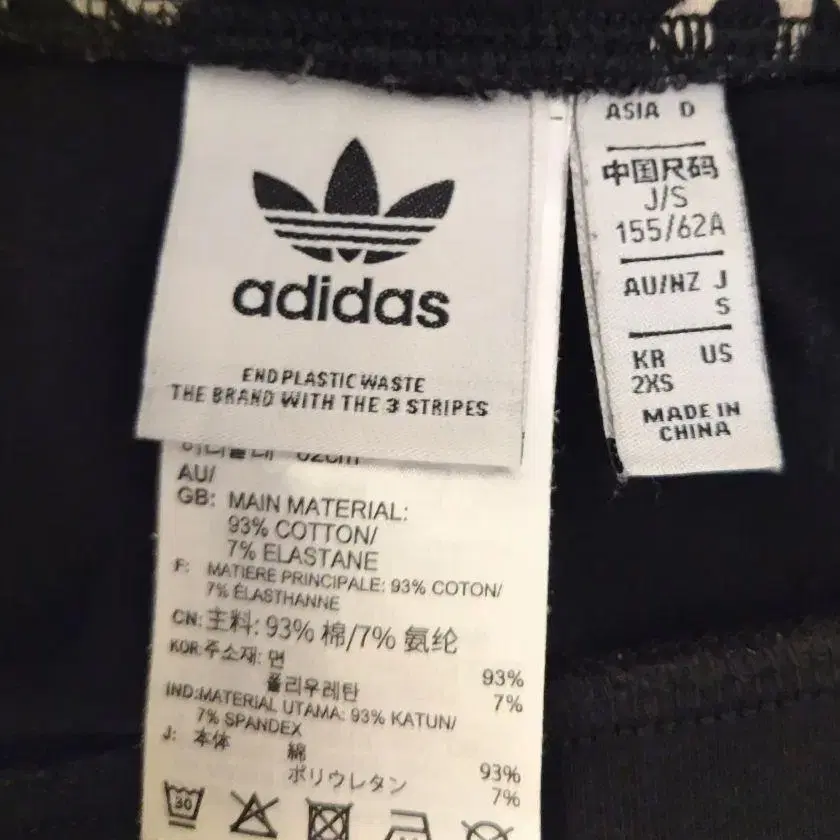 adidas
END PLASTIC WASTE
THE BRAND WITH THE 3 STRIPES
AU/
GB: MAIN MATERIAL:
93% COTTON/
7% ELASTANE
F: MATIERE PRINCIPALE: 93% COTON/
7% ÉLASTHANNE
CN: 主料: 93% 棉/7% 氨纶
KOR:주소재: 면 93%
폴리우레탄 7%
IND:MATERIAL UTAMA: 93% KATUN/
7% SPANDEX
J: 本体 綿 93%
ポリウレタン 7%
30
ASIA D
中国尺码
J/S
155/62A
AU/NZ J
S
KR US
2XS
MADE IN
CHINA